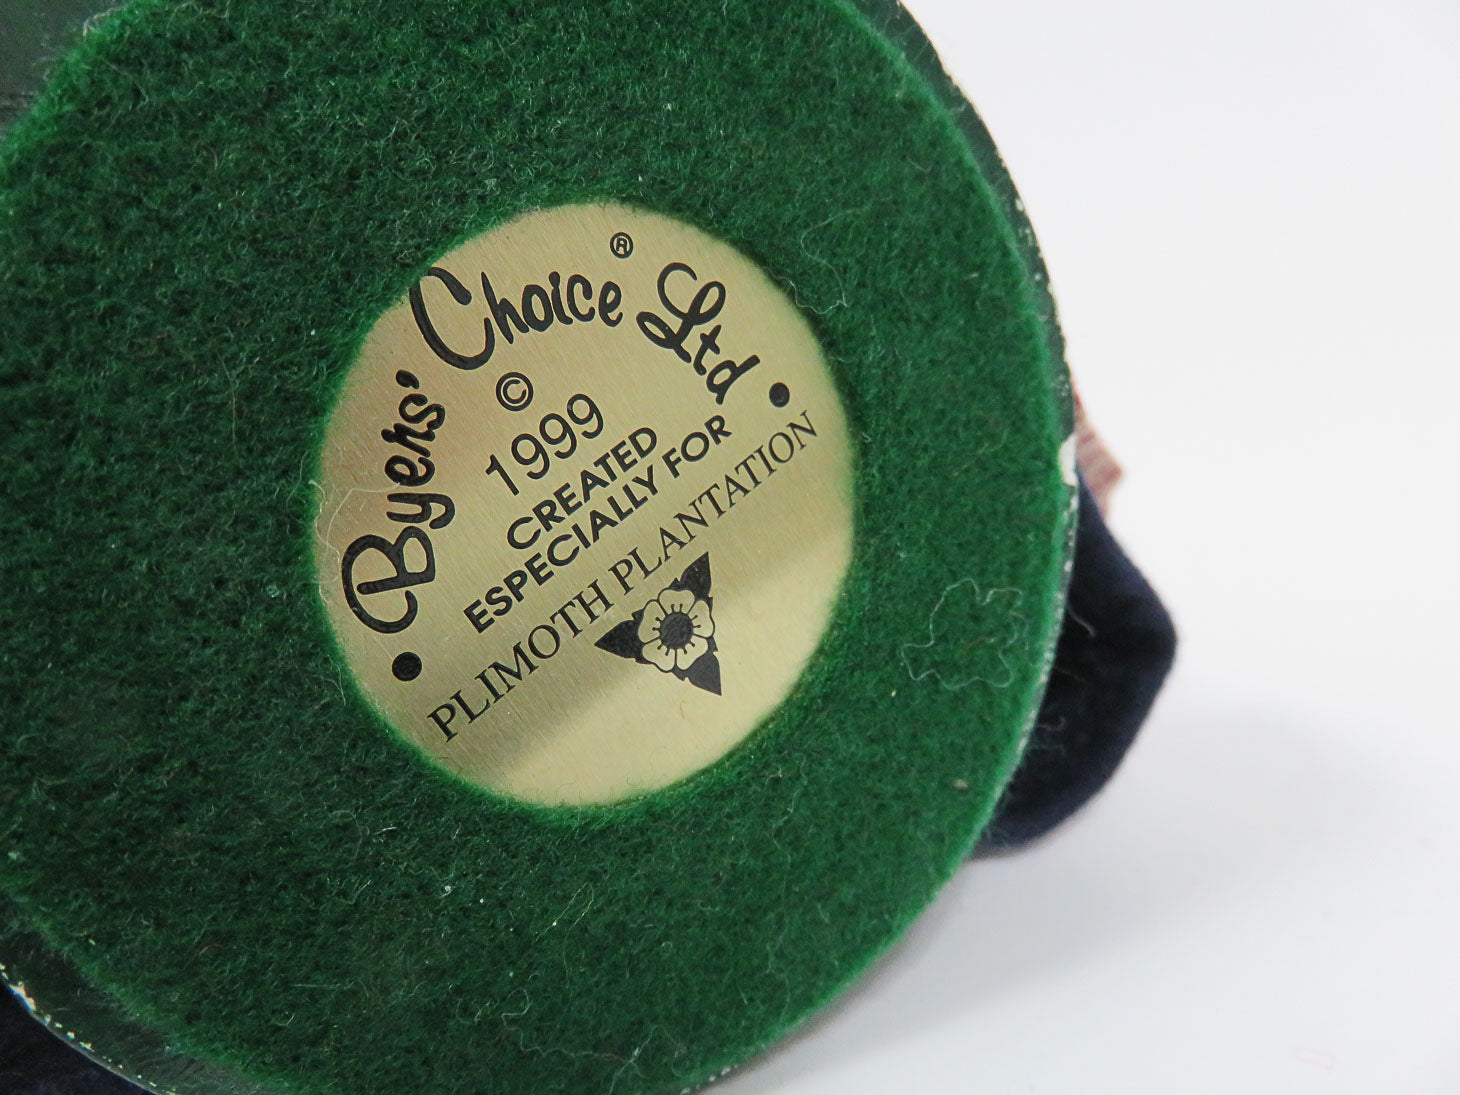 Byers' Choice® Ltd
© 
1999
CREATED
ESPECIALLY FOR
PLIMOTH PLANTATION